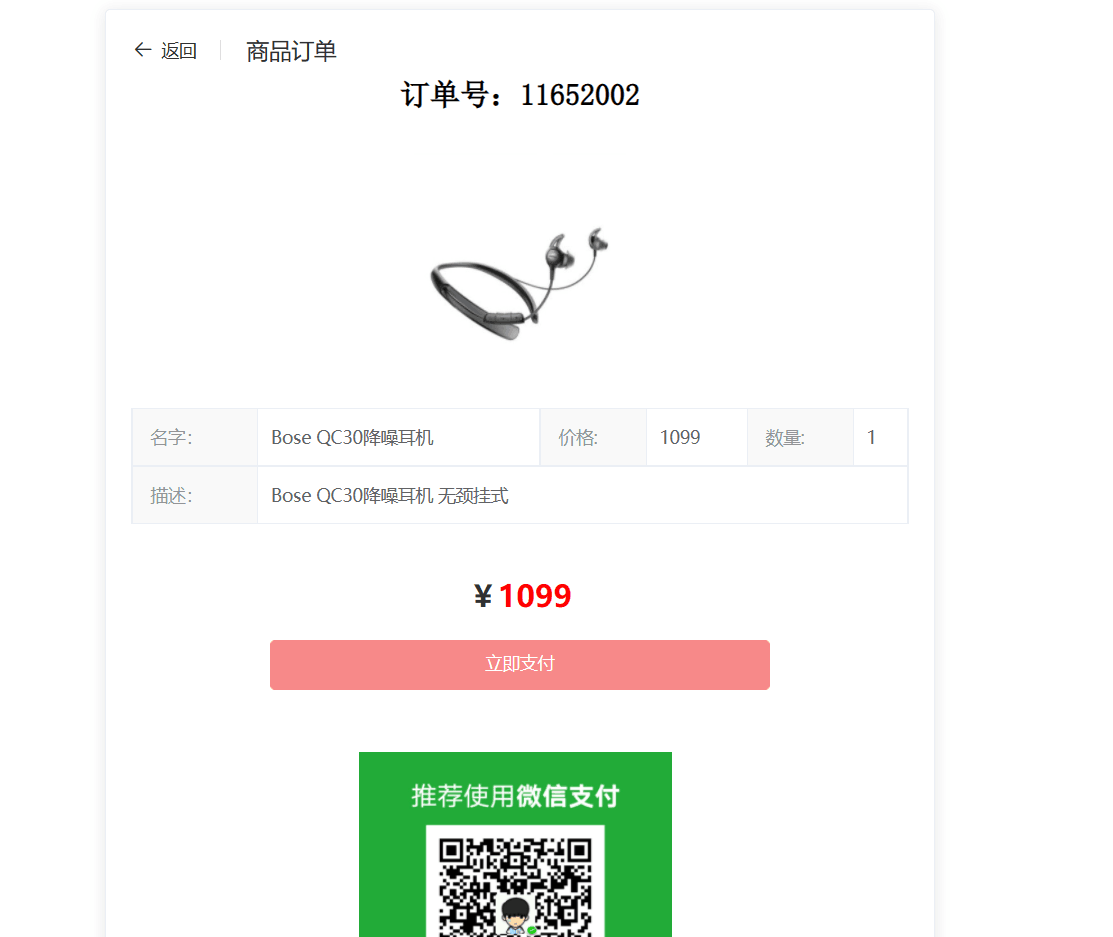 返回 商品订单
订单号：11652002
名字： Bose QC30降噪耳机 价格: 1099 数量: 1
描述： Bose QC30降噪耳机 无颈挂式
¥ 1099
立即支付
推荐使用微信支付